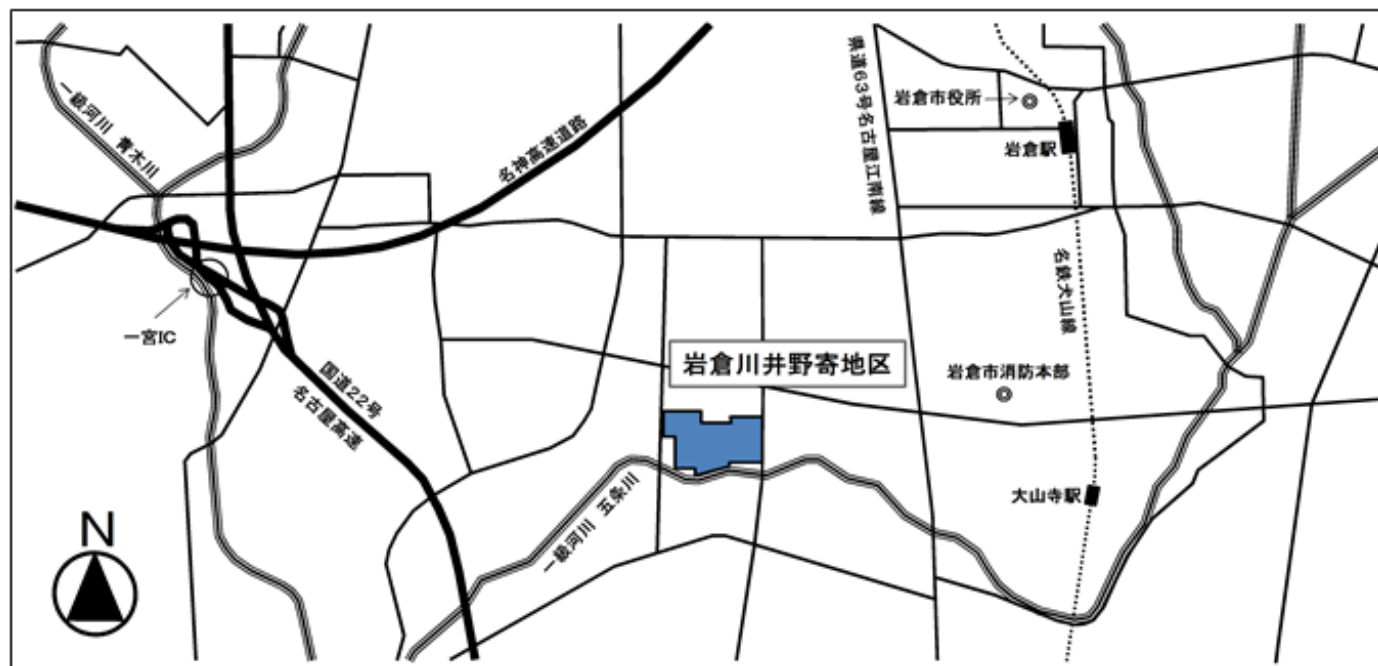 一級河川 青木川
名神高速道路
県道63号名古屋江南線
岩倉市役所
岩倉駅
名鉄犬山線
一宮IC
国道22号
名古屋高速
岩倉川井野寄地区
岩倉市消防本部
大山寺駅
一級河川 五条川
N